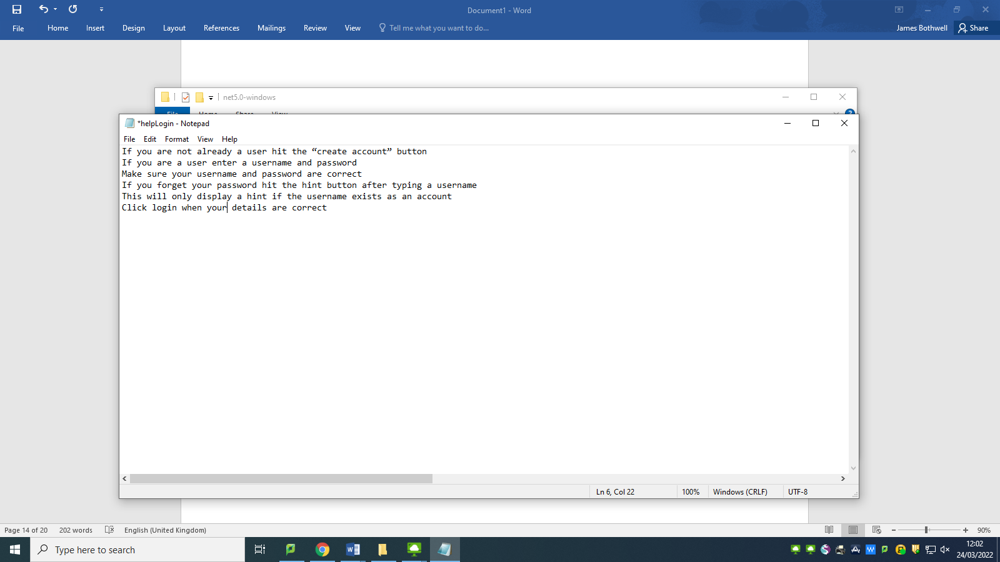 Document1 - Word
File Home Insert Design Layout References Mailings Review View Tell me what you want to do... James Bothwell Share
net5.0-windows
File Home Share View
*helpLogin - Notepad
File Edit Format View Help
If you are not already a user hit the “create account” button
If you are a user enter a username and password
Make sure your username and password are correct
If you forget your password hit the hint button after typing a username
This will only display a hint if the username exists as an account
Click login when your details are correct
Ln 6, Col 22 100% Windows (CRLF) UTF-8
Page 14 of 20 202 words English (United Kingdom) 90%
Type here to search 12:02
24/03/2022